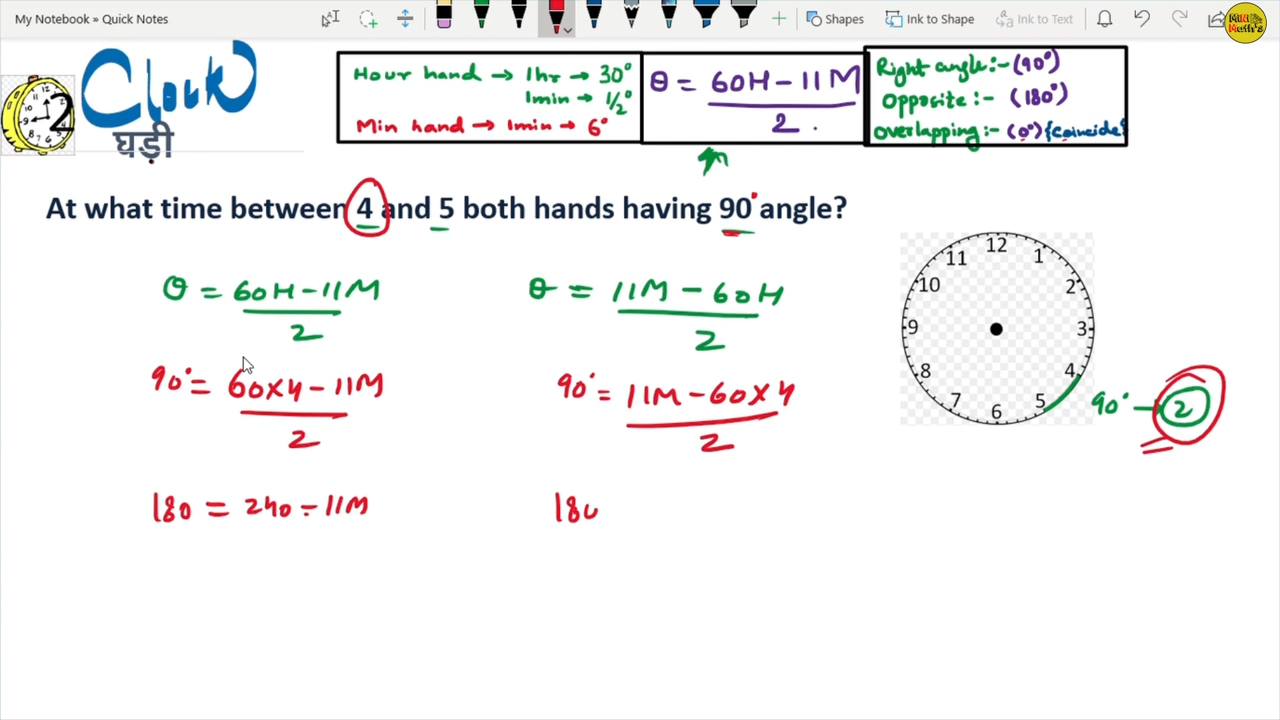 My Notebook » Quick Notes
Shapes Ink to Shape Ink to Text
MINI Math's
Clock
2
घड़ी
Hour hand → 1hr → 30°
1min → 1/2°
Min hand → 1min → 6°
θ = 60H - 11M
2
Right angle:- (90°)
Opposite:- (180°)
Overlapping:- (0°) {Coincide}
At what time between 4 and 5 both hands having 90° angle?
θ = 60H - 11M
2
θ = 11M - 60H
2
90° = 60×4 - 11M
2
90° = 11M - 60×4
2
180 = 240 - 11M
180
12
11 1
10 2
9 3
8 4
7 5
6
90° → 2